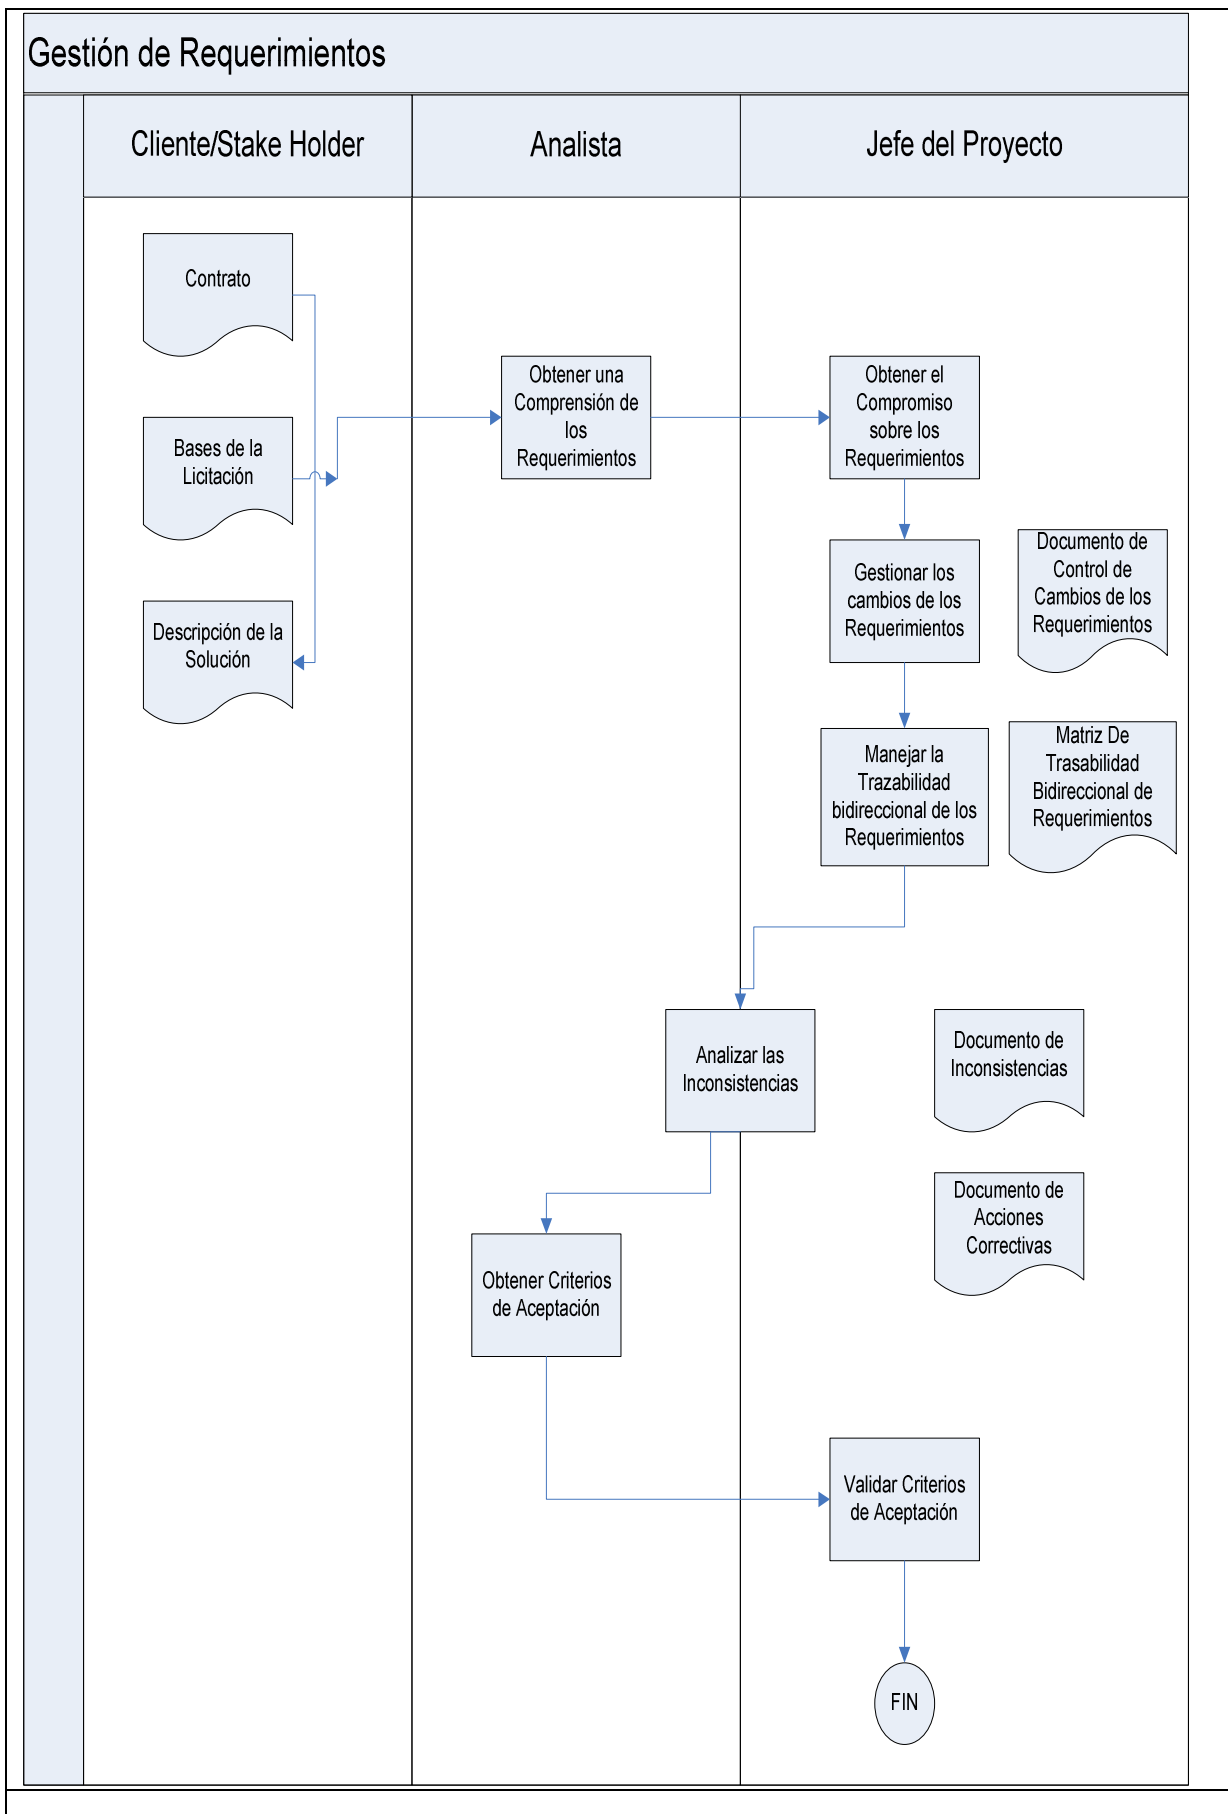 Gestión de Requerimientos
Cliente/Stake Holder
Analista
Jefe del Proyecto
Contrato
Bases de la
Licitación
Descripción de la
Solución
Obtener una
Comprensión de
los
Requerimientos
Obtener el
Compromiso
sobre los
Requerimientos
Gestionar los
cambios de los
Requerimientos
Documento de
Control de
Cambios de los
Requerimientos
Manejar la
Trazabilidad
bidireccional de los
Requerimientos
Matriz De
Trasabilidad
Bidireccional de
Requerimientos
Analizar las
Inconsistencias
Documento de
Inconsistencias
Documento de
Acciones
Correctivas
Obtener Criterios
de Aceptación
Validar Criterios
de Aceptación
FIN